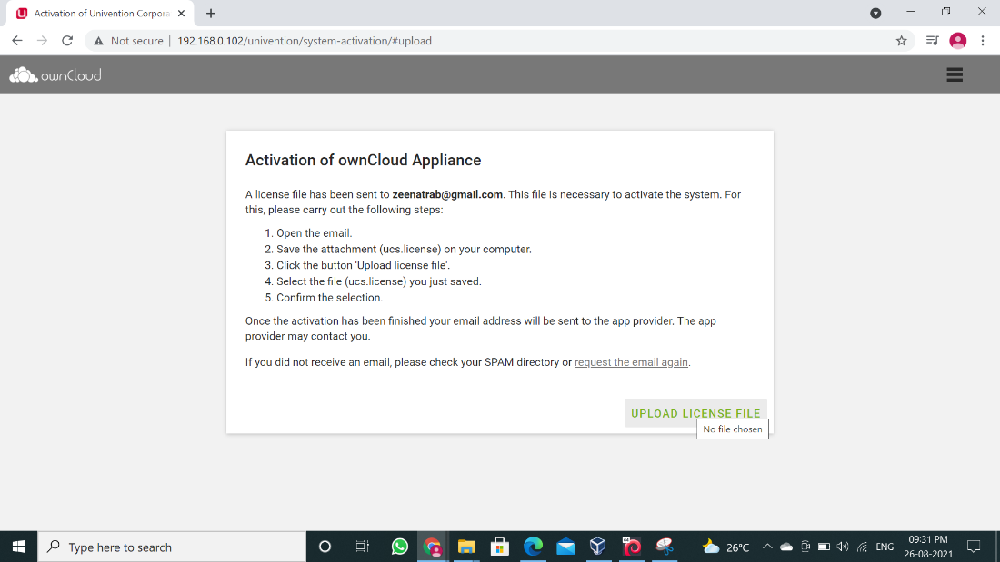 Activation of Univention Corpora
Not secure
192.168.0.102/univention/system-activation/#upload
ownCloud
Activation of ownCloud Appliance
A license file has been sent to zeenatrab@gmail.com. This file is necessary to activate the system. For
this, please carry out the following steps:
1. Open the email.
2. Save the attachment (ucs.license) on your computer.
3. Click the button 'Upload license file'.
4. Select the file (ucs.license) you just saved.
5. Confirm the selection.
Once the activation has been finished your email address will be sent to the app provider. The app
provider may contact you.
If you did not receive an email, please check your SPAM directory or request the email again.
UPLOAD LICENSE FILE
No file chosen
Type here to search
26°C
ENG
09:31 PM
26-08-2021